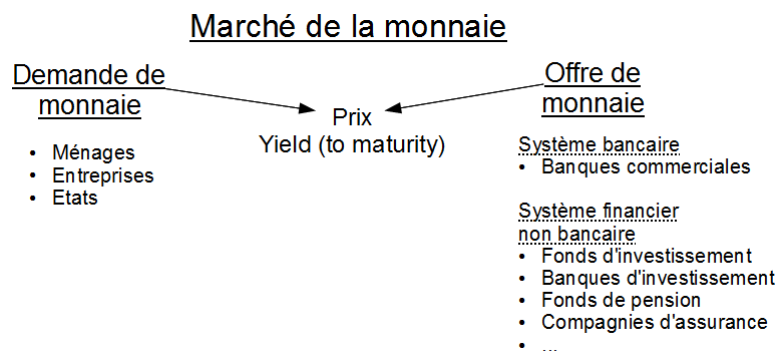 Marché de la monnaie
Demande de
monnaie
• Ménages
• Entreprises
• Etats
Prix
Yield (to maturity)
Offre de
monnaie
Système bancaire
• Banques commerciales
Système financier
non bancaire
• Fonds d'investissement
• Banques d'investissement
• Fonds de pension
• Compagnies d'assurance
• ...